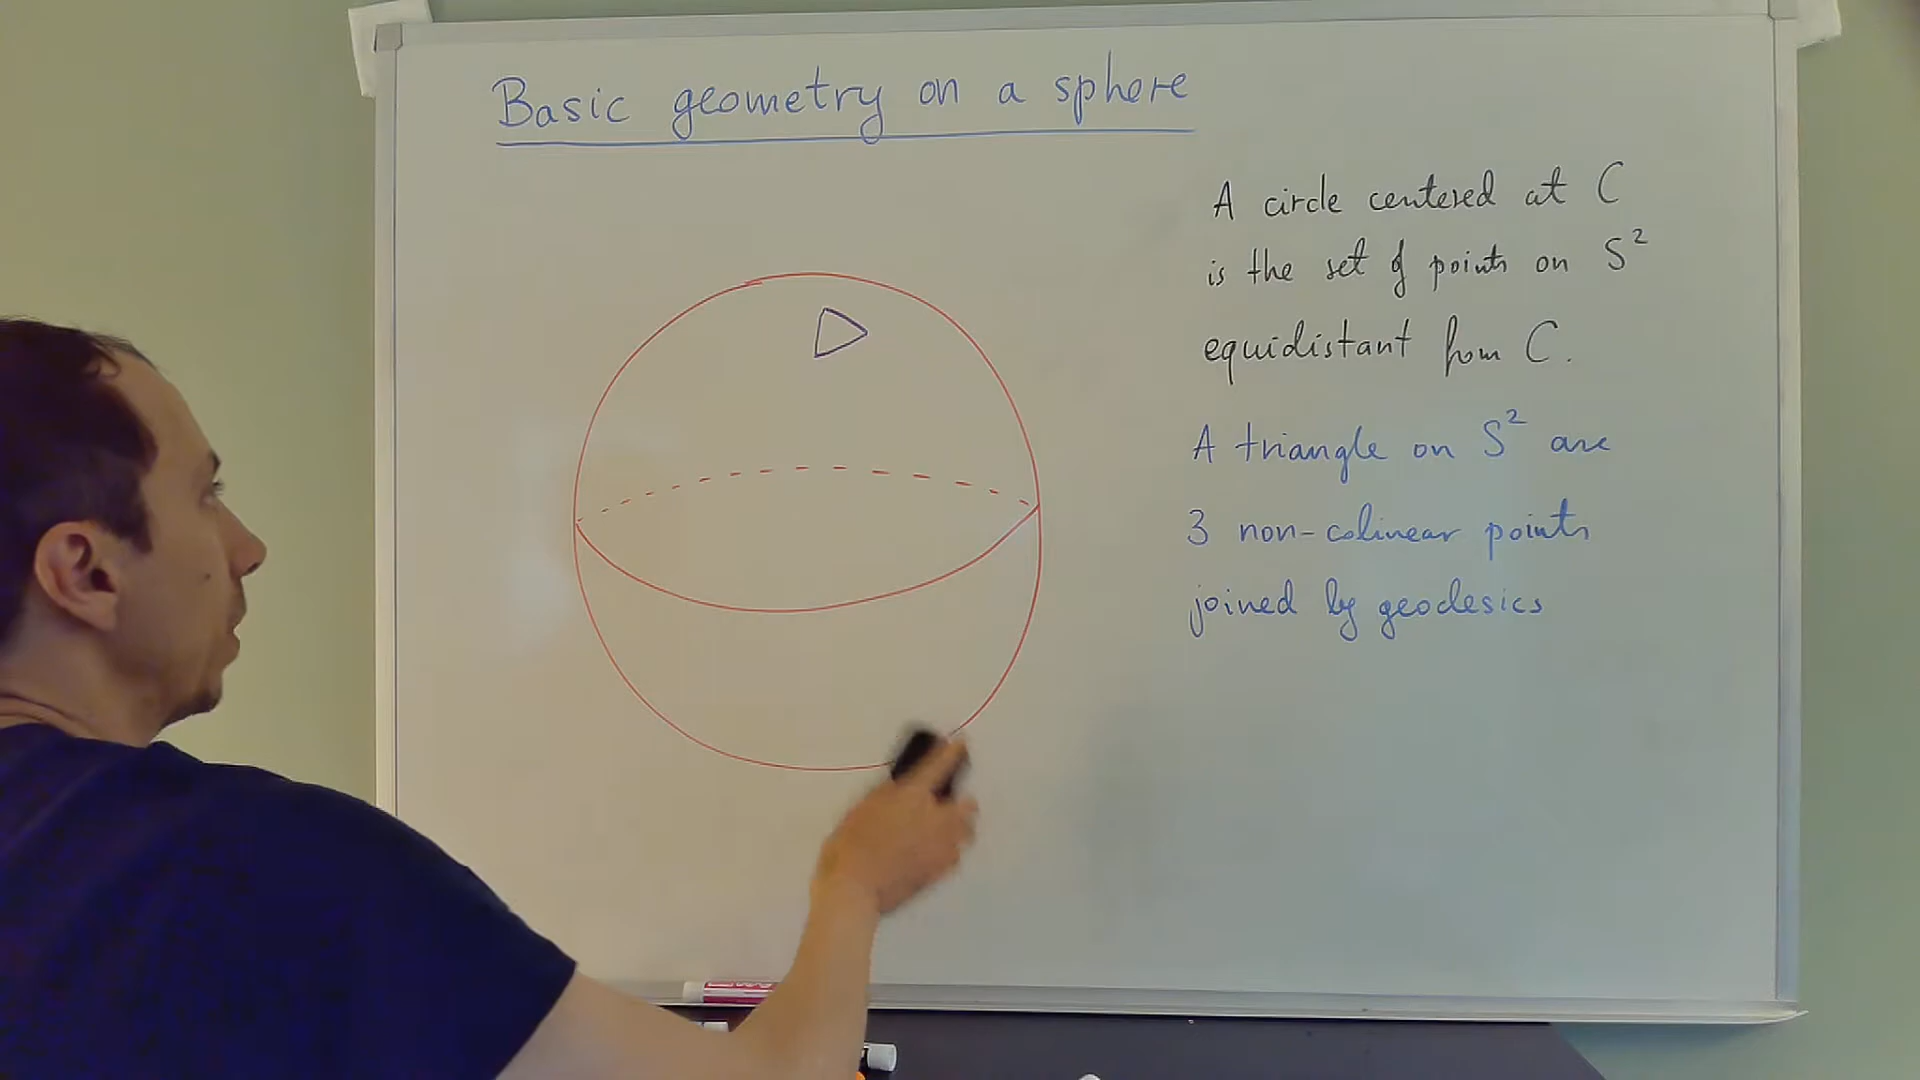 Basic geometry on a sphere
A circle centered at C
is the set of points on S²
equidistant from C.
A triangle on S² are
3 non-colinear points
joined by geodesics